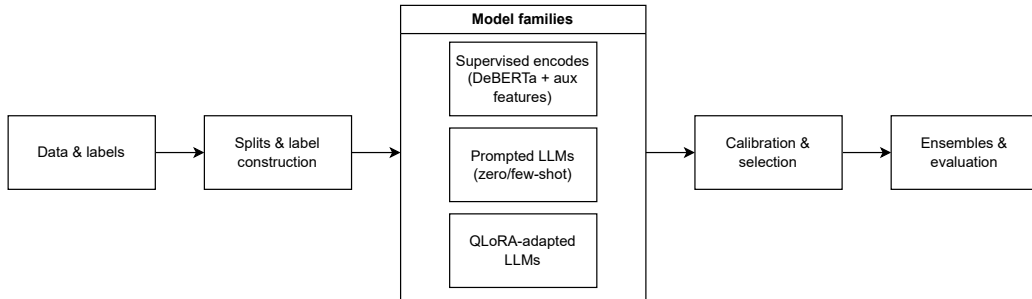 Data & labels
Splits & label
construction
Model families
Supervised encodes
(DeBERTa + aux
features)
Prompted LLMs
(zero/few-shot)
QLoRA-adapted
LLMs
Calibration &
selection
Ensembles &
evaluation